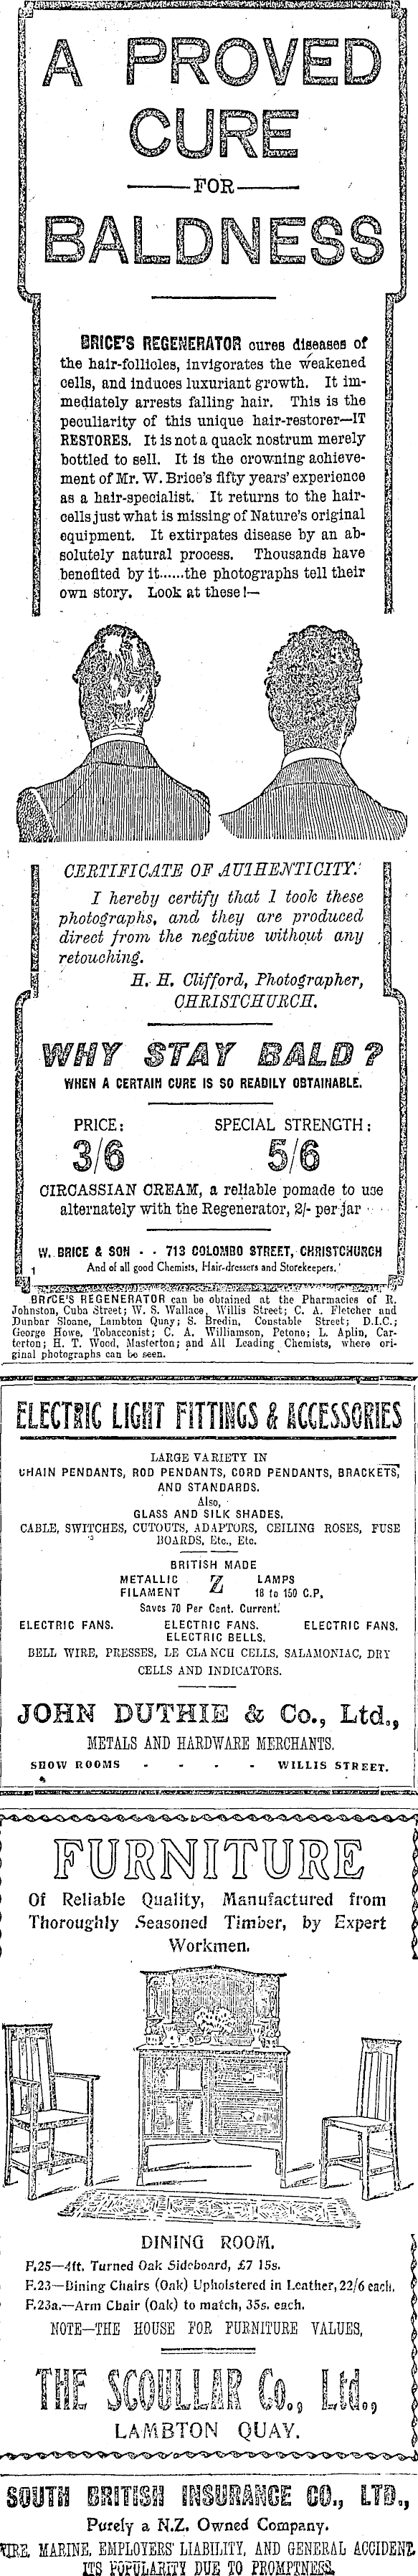 A PROVED
CURE
FOR
BALDNESS
BRICE'S REGENERATOR cures diseases of
the hair-follicles, invigorates the weakened
cells, and induces luxuriant growth. It im-
mediately arrests falling hair. This is the
peculiarity of this unique hair-restorer—IT
RESTORES. It is not a quack nostrum merely
bottled to sell. It is the crowning achieve-
ment of Mr. W. Brice's fifty years' experience
as a hair-specialist. It returns to the hair-
cells just what is missing of Nature's original
equipment. It extirpates disease by an ab-
solutely natural process. Thousands have
benefited by it......the photographs tell their
own story. Look at these!—
CERTIFICATE OF AUTHENTICITY.
I hereby certify that I took these
photographs, and they are produced
direct from the negative without any
retouching.
H. H. Clifford, Photographer,
CHRISTCHURCH.
WHY STAY BALD?
WHEN A CERTAIN CURE IS SO READILY OBTAINABLE.
PRICE: SPECIAL STRENGTH:
3/6 5/6
CIRCASSIAN CREAM, a reliable pomade to use
alternately with the Regenerator, 2/- per jar
W. BRICE & SON - - 713 COLOMBO STREET, CHRISTCHURCH
1 And of all good Chemists, Hair-dressers and Storekeepers.
BRICE'S REGENERATOR can be obtained at the Pharmacies of R.
Johnston, Cuba Street; W. S. Wallace, Willis Street; C. A. Fletcher and
Dunbar Sloane, Lambton Quay; S. Bredin, Constable Street; D.I.C.;
George Howe, Tobacconist; C. A. Williamson, Petone; L. Aplin, Car-
terton; H. T. Wood, Masterton; and All Leading Chemists, where ori-
ginal photographs can be seen.
ELECTRIC LIGHT FITTINGS & ACCESSORIES
LARGE VARIETY IN
CHAIN PENDANTS, ROD PENDANTS, CORD PENDANTS, BRACKETS,
AND STANDARDS.
Also,
GLASS AND SILK SHADES,
CABLE, SWITCHES, CUTOUTS, ADAPTORS, CEILING ROSES, FUSE
BOARDS, Etc., Etc.
BRITISH MADE
METALLIC FILAMENT Z LAMPS 18 to 150 C.P.
Saves 70 Per Cent. Current.
ELECTRIC FANS. ELECTRIC FANS. ELECTRIC FANS.
ELECTRIC BELLS.
BELL WIRE, PRESSES, LE CLANCH CELLS, SALAMONIAC, DRY
CELLS AND INDICATORS.
JOHN DUTHIE & Co., Ltd.,
METALS AND HARDWARE MERCHANTS.
SHOW ROOMS - - - - WILLIS STREET.
FURNITURE
Of Reliable Quality, Manufactured from
Thoroughly Seasoned Timber, by Expert
Workmen.
DINING ROOM.
F.25—4ft. Turned Oak Sideboard, £7 15s.
F.23—Dining Chairs (Oak) Upholstered in Leather, 22/6 each.
F.23a.—Arm Chair (Oak) to match, 35s. each.
NOTE—THE HOUSE FOR FURNITURE VALUES,
THE SCOULLAR Co., Ltd.,
LAMBTON QUAY.
SOUTH BRITISH INSURANCE CO., LTD.,
Purely a N.Z. Owned Company.
FIRE, MARINE, EMPLOYERS' LIABILITY, AND GENERAL ACCIDENT.
ITS POPULARITY DUE TO PROMPTNESS.